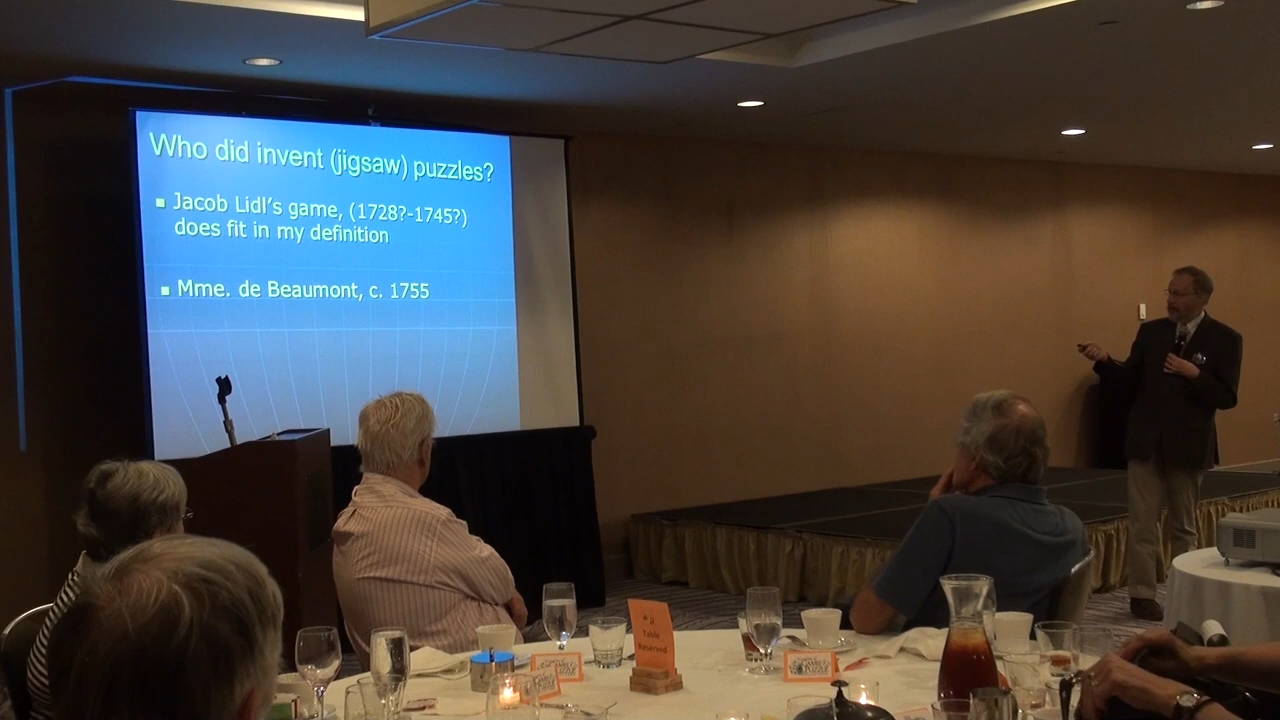 Who did invent (jigsaw) puzzles?
Jacob Lidl's game, (1728?-1745?)
does fit in my definition
Mme. de Beaumont, c. 1755
Table
Reserved